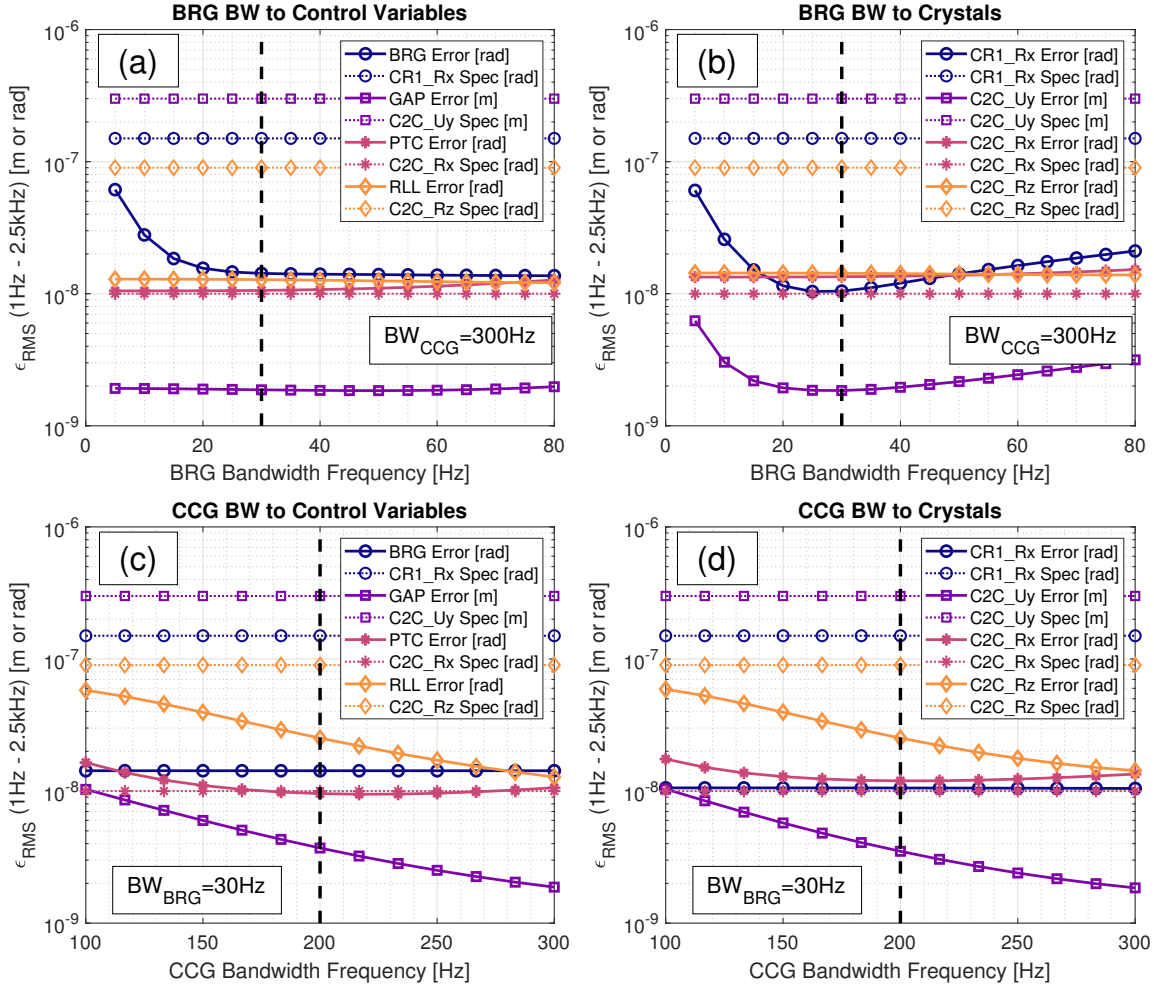 BRG BW to Control Variables
(a)
10^-6
10^-7
10^-8
10^-9
ϵ_RMS (1Hz - 2.5kHz) [m or rad]
BRG Error [rad]
CR1_Rx Spec [rad]
GAP Error [m]
C2C_Uy Spec [m]
PTC Error [rad]
C2C_Rx Spec [rad]
RLL Error [rad]
C2C_Rz Spec [rad]
BW_CCG=300Hz
0 20 40 60 80
BRG Bandwidth Frequency [Hz]
BRG BW to Crystals
(b)
10^-6
10^-7
10^-8
10^-9
ϵ_RMS (1Hz - 2.5kHz) [m or rad]
CR1_Rx Error [rad]
CR1_Rx Spec [rad]
C2C_Uy Error [m]
C2C_Uy Spec [m]
C2C_Rx Error [rad]
C2C_Rx Spec [rad]
C2C_Rz Error [rad]
C2C_Rz Spec [rad]
BW_CCG=300Hz
0 20 40 60 80
BRG Bandwidth Frequency [Hz]
CCG BW to Control Variables
(c)
10^-6
10^-7
10^-8
10^-9
ϵ_RMS (1Hz - 2.5kHz) [m or rad]
BRG Error [rad]
CR1_Rx Spec [rad]
GAP Error [m]
C2C_Uy Spec [m]
PTC Error [rad]
C2C_Rx Spec [rad]
RLL Error [rad]
C2C_Rz Spec [rad]
BW_BRG=30Hz
100 150 200 250 300
CCG Bandwidth Frequency [Hz]
CCG BW to Crystals
(d)
10^-6
10^-7
10^-8
10^-9
ϵ_RMS (1Hz - 2.5kHz) [m or rad]
CR1_Rx Error [rad]
CR1_Rx Spec [rad]
C2C_Uy Error [m]
C2C_Uy Spec [m]
C2C_Rx Error [rad]
C2C_Rx Spec [rad]
C2C_Rz Error [rad]
C2C_Rz Spec [rad]
BW_BRG=30Hz
100 150 200 250 300
CCG Bandwidth Frequency [Hz]